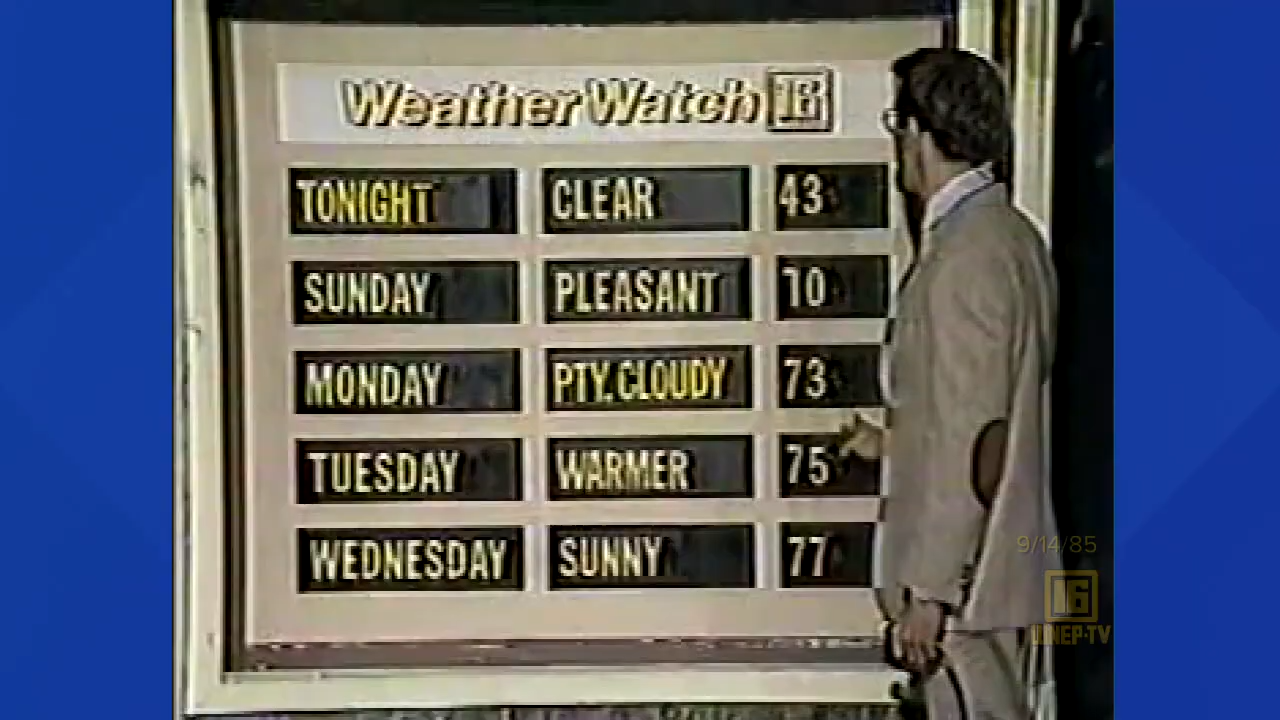 Weather Watch 16
TONIGHT CLEAR 43
SUNDAY PLEASANT 70
MONDAY PTY. CLOUDY 73
TUESDAY WARMER 75
WEDNESDAY SUNNY 77
9/14/85
16
WNEP-TV